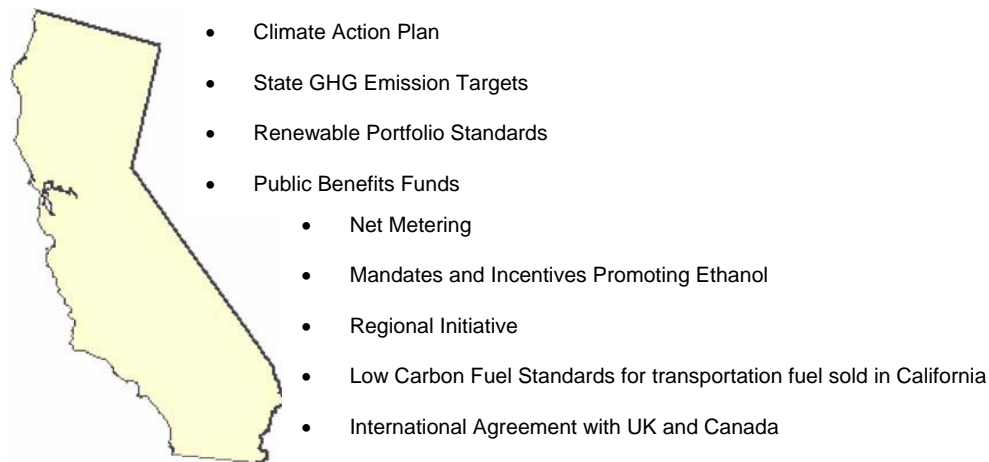 • Climate Action Plan
• State GHG Emission Targets
• Renewable Portfolio Standards
• Public Benefits Funds
• Net Metering
• Mandates and Incentives Promoting Ethanol
• Regional Initiative
• Low Carbon Fuel Standards for transportation fuel sold in California
• International Agreement with UK and Canada